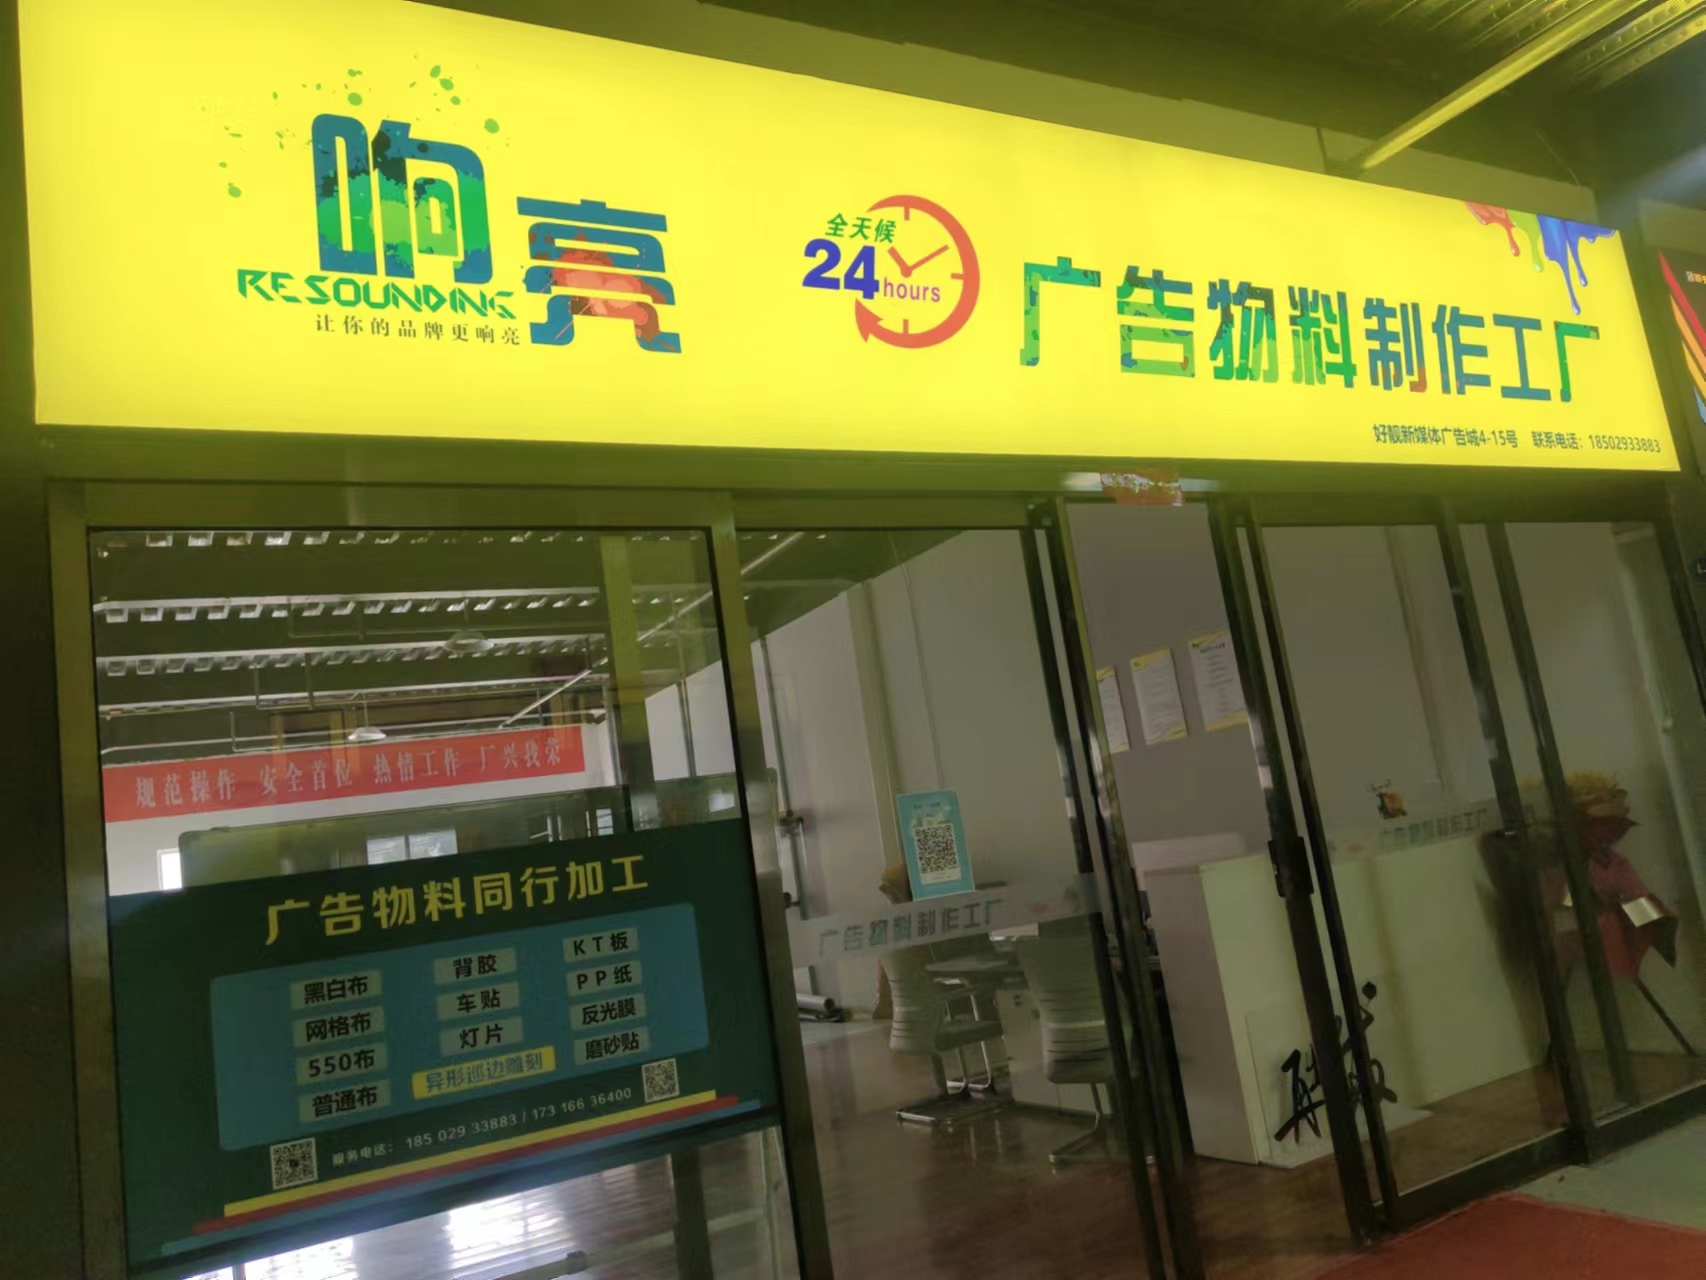 响亮
RESOUNDING
让你的品牌更响亮
全天候
24hours
广告物料制作工厂
好靓新媒体广告城4-15号 联系电话：18502933883
规范操作 安全首位 热情工作 厂兴我荣
广告物料同行加工
黑白布 背胶 KT板
网格布 车贴 PP纸
550布 灯片 反光膜
普通布 异形巡边雕刻 磨砂贴
服务电话： 185 029 33883 / 173 166 36400
广告物料制作工厂
广告物料制作工厂